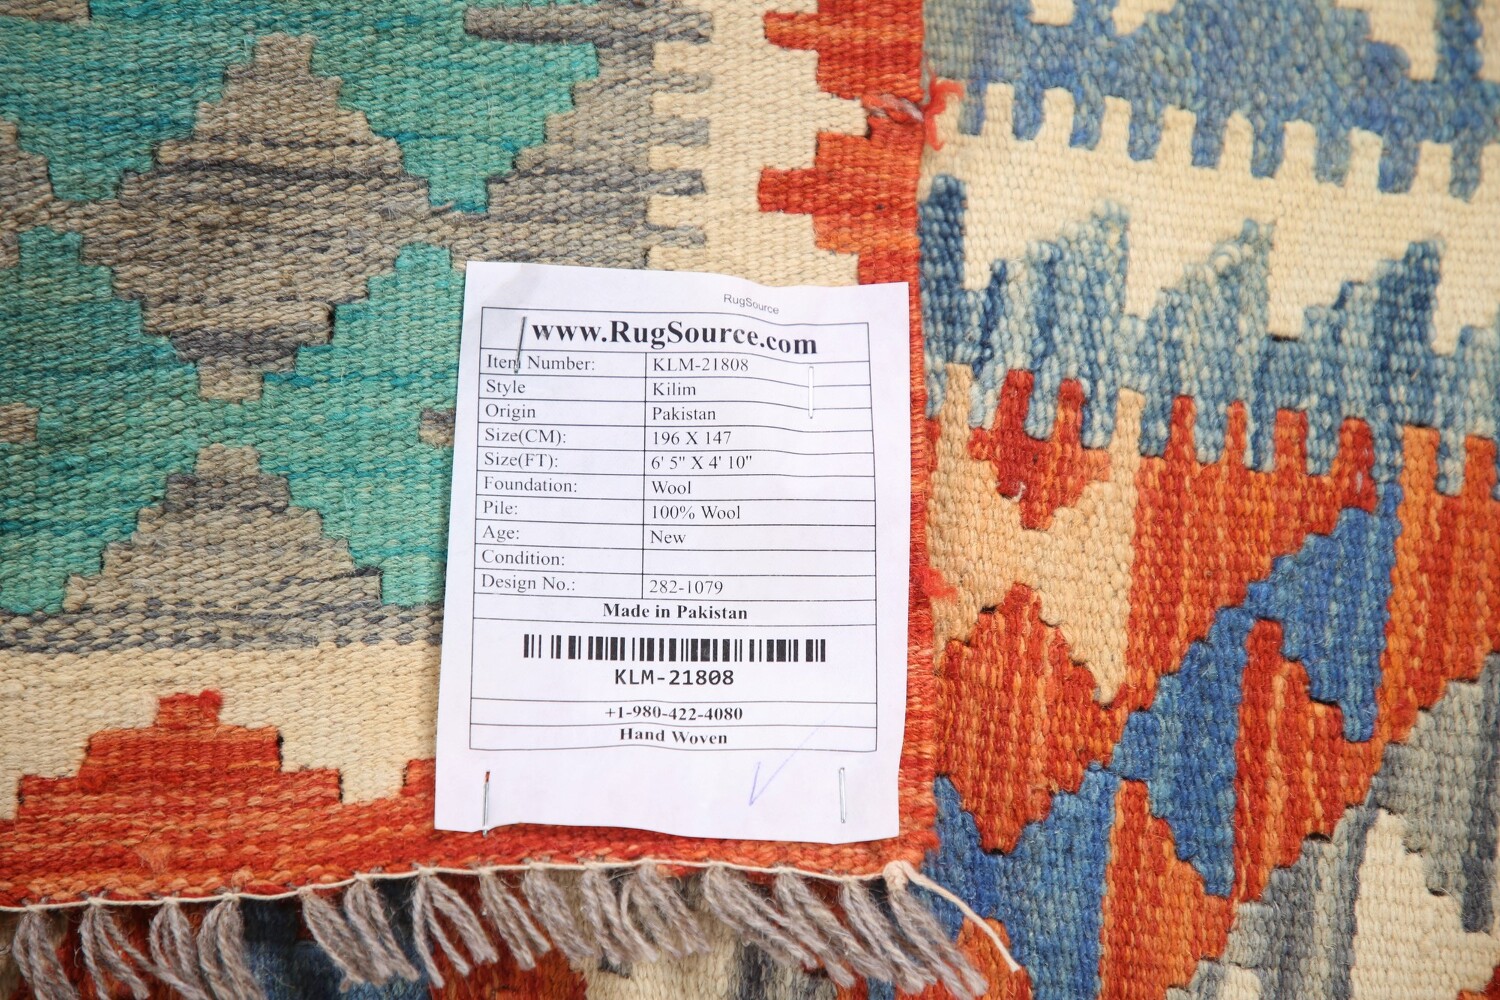 RugSource
www.RugSource.com
Item Number: KLM-21808
Style Kilim
Origin Pakistan
Size(CM): 196 X 147
Size(FT): 6' 5" X 4' 10"
Foundation: Wool
Pile: 100% Wool
Age: New
Condition:
Design No.: 282-1079
Made in Pakistan
KLM-21808
+1-980-422-4080
Hand Woven